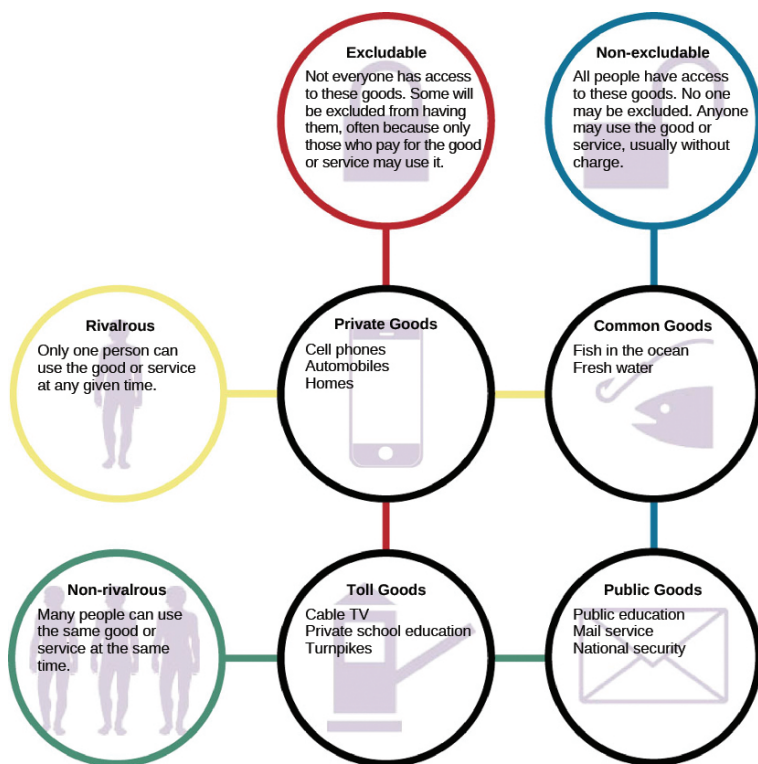 Excludable
Not everyone has access
to these goods. Some will
be excluded from having
them, often because only
those who pay for the good
or service may use it.
Non-excludable
All people have access
to these goods. No one
may be excluded. Anyone
may use the good or
service, usually without
charge.
Rivalrous
Only one person can
use the good or service
at any given time.
Private Goods
Cell phones
Automobiles
Homes
Common Goods
Fish in the ocean
Fresh water
Non-rivalrous
Many people can use
the same good or
service at the same
time.
Toll Goods
Cable TV
Private school education
Turnpikes
Public Goods
Public education
Mail service
National security